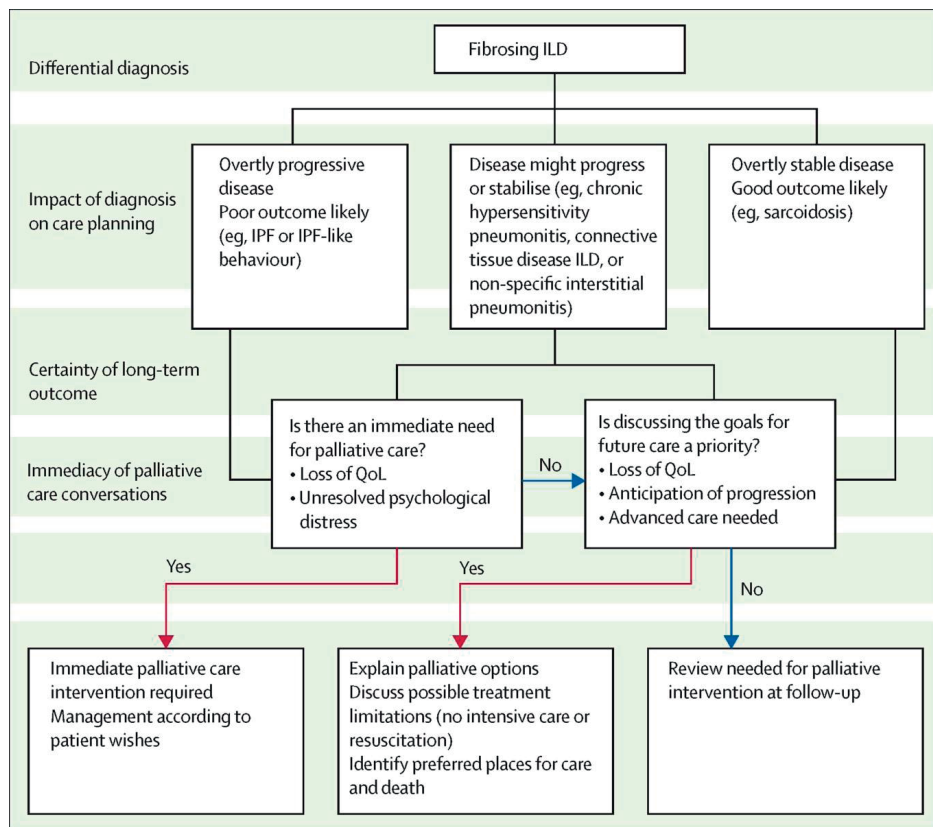 Differential diagnosis
Fibrosing ILD
Impact of diagnosis
on care planning
Overtly progressive
disease
Poor outcome likely
(eg, IPF or IPF-like
behaviour)
Disease might progress
or stabilise (eg, chronic
hypersensitivity
pneumonitis, connective
tissue disease ILD, or
non-specific interstitial
pneumonitis)
Overtly stable disease
Good outcome likely
(eg, sarcoidosis)
Certainty of long-term
outcome
Immediacy of palliative
care conversations
Is there an immediate need
for palliative care?
• Loss of QoL
• Unresolved psychological
distress
No
Is discussing the goals for
future care a priority?
• Loss of QoL
• Anticipation of progression
• Advanced care needed
Yes
Yes
No
Immediate palliative care
intervention required
Management according to
patient wishes
Explain palliative options
Discuss possible treatment
limitations (no intensive care or
resuscitation)
Identify preferred places for care
and death
Review needed for palliative
intervention at follow-up